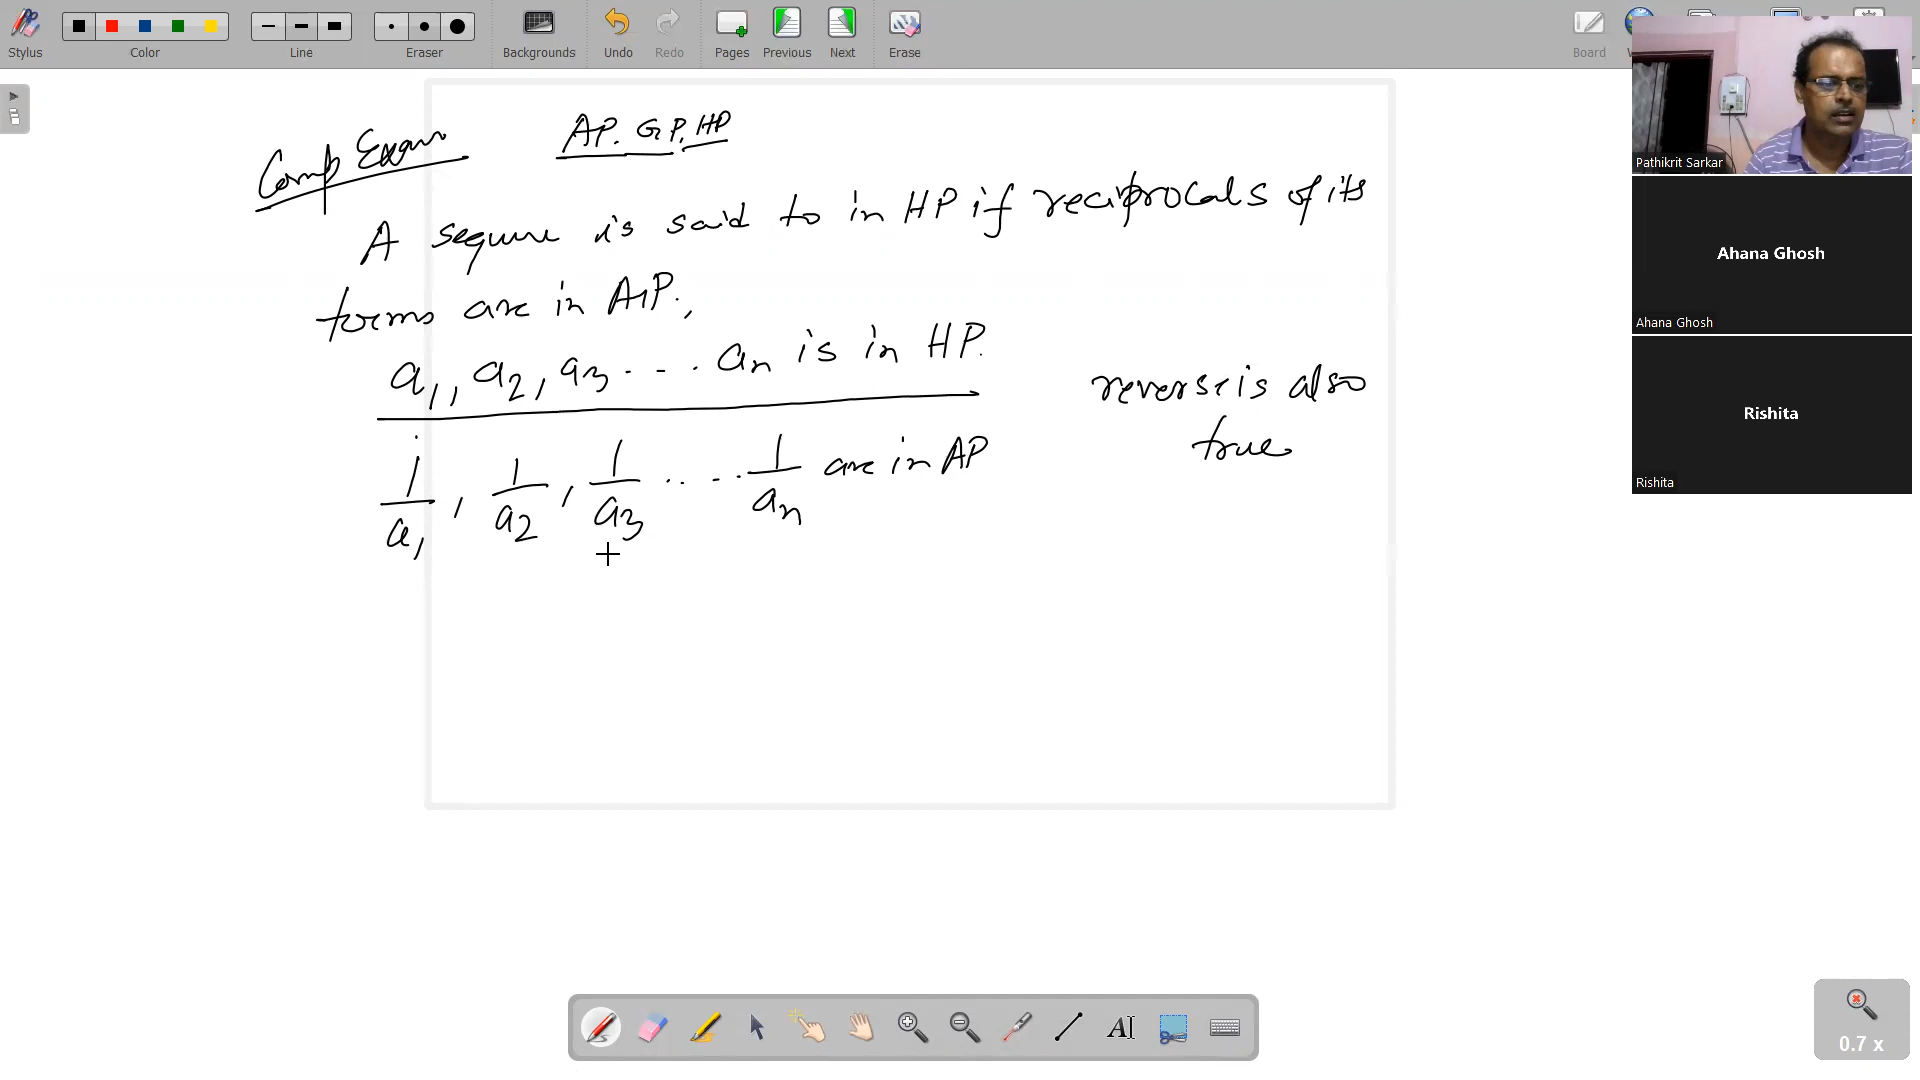 Stylus
Color
Line
Eraser
Backgrounds
Undo
Redo
Pages
Previous
Next
Erase
Board
Comp Exam
AP. GP, HP
A sequence is said to in HP if reciprocals of its
terms are in AP.,
a1, a2, a3 ... an is in HP.
reverse is also
true
1/a1, 1/a2, 1/a3 ..... 1/an are in AP
Pathikrit Sarkar
Ahana Ghosh
Ahana Ghosh
Rishita
Rishita
AI
0.7 x